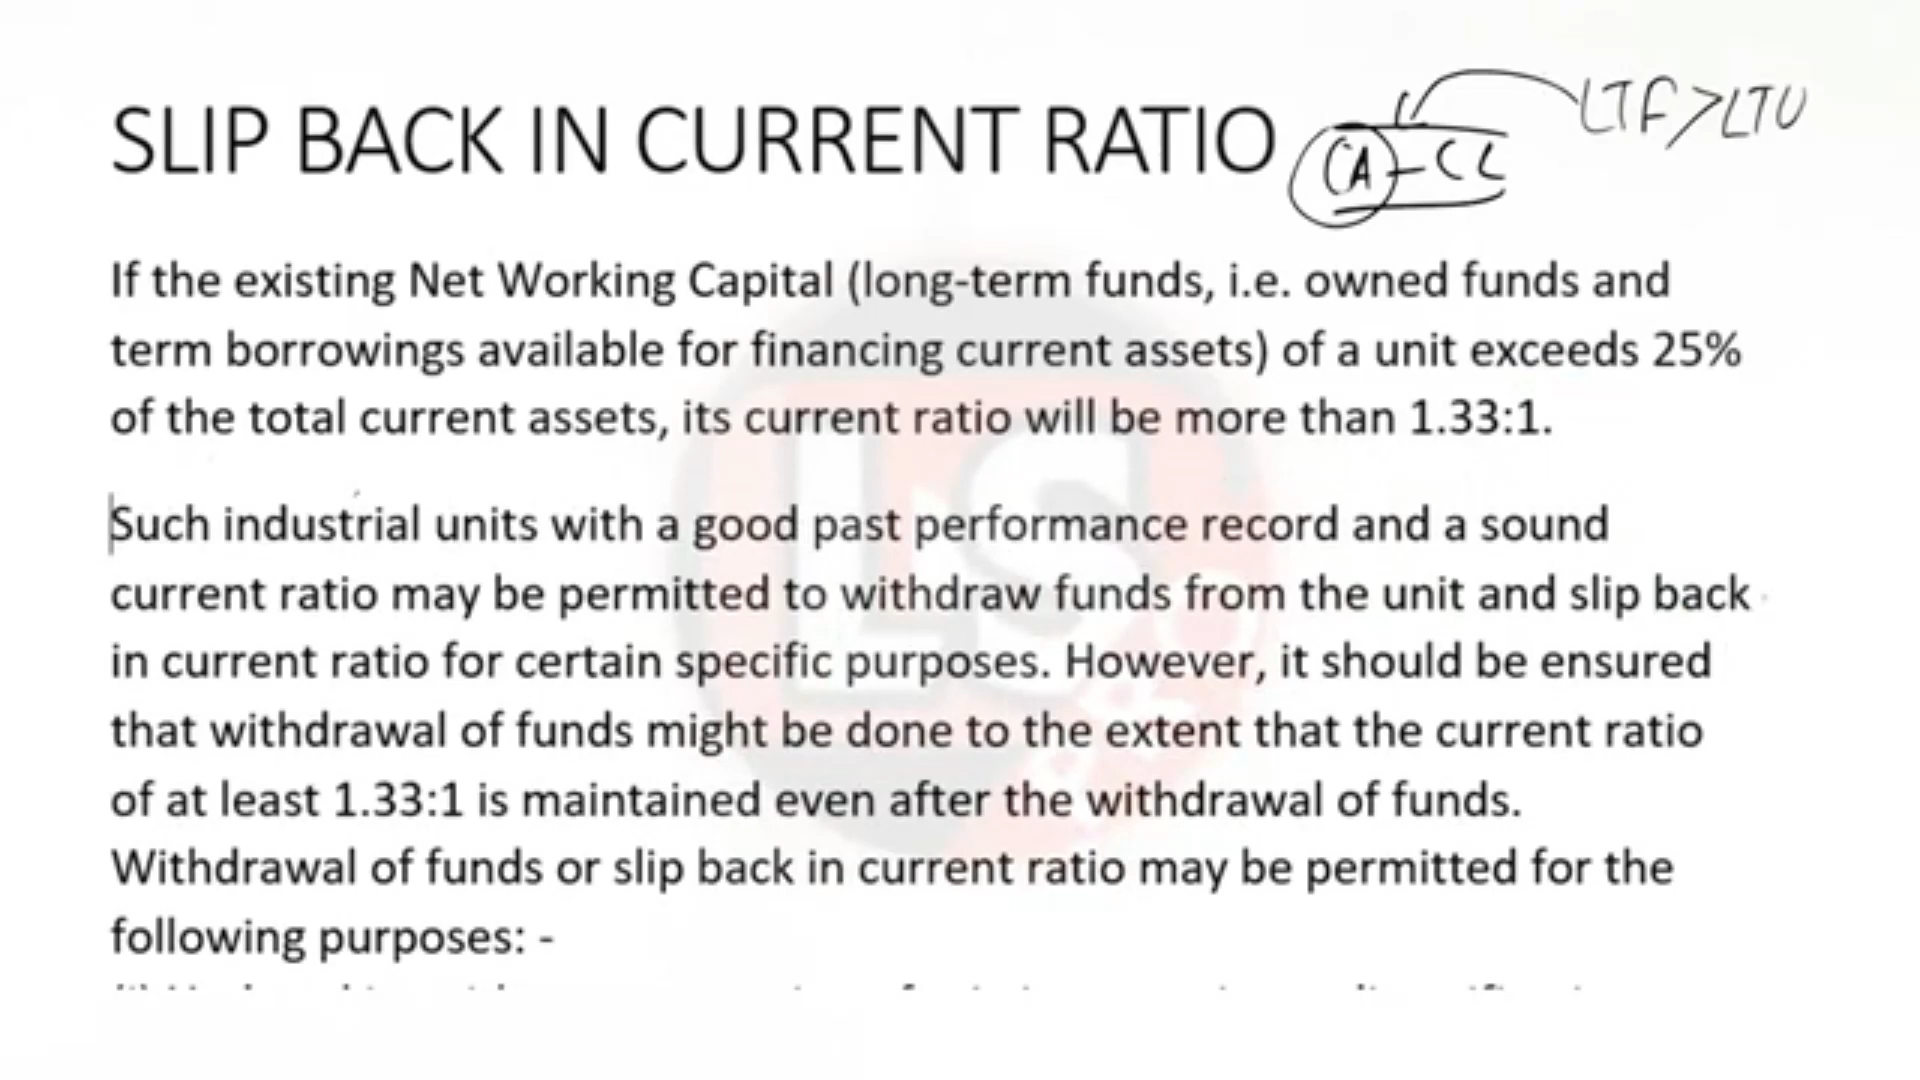 SLIP BACK IN CURRENT RATIO
CA - CL
LTF > LTU
If the existing Net Working Capital (long-term funds, i.e. owned funds and
term borrowings available for financing current assets) of a unit exceeds 25%
of the total current assets, its current ratio will be more than 1.33:1.
Such industrial units with a good past performance record and a sound
current ratio may be permitted to withdraw funds from the unit and slip back
in current ratio for certain specific purposes. However, it should be ensured
that withdrawal of funds might be done to the extent that the current ratio
of at least 1.33:1 is maintained even after the withdrawal of funds.
Withdrawal of funds or slip back in current ratio may be permitted for the
following purposes: -
LS